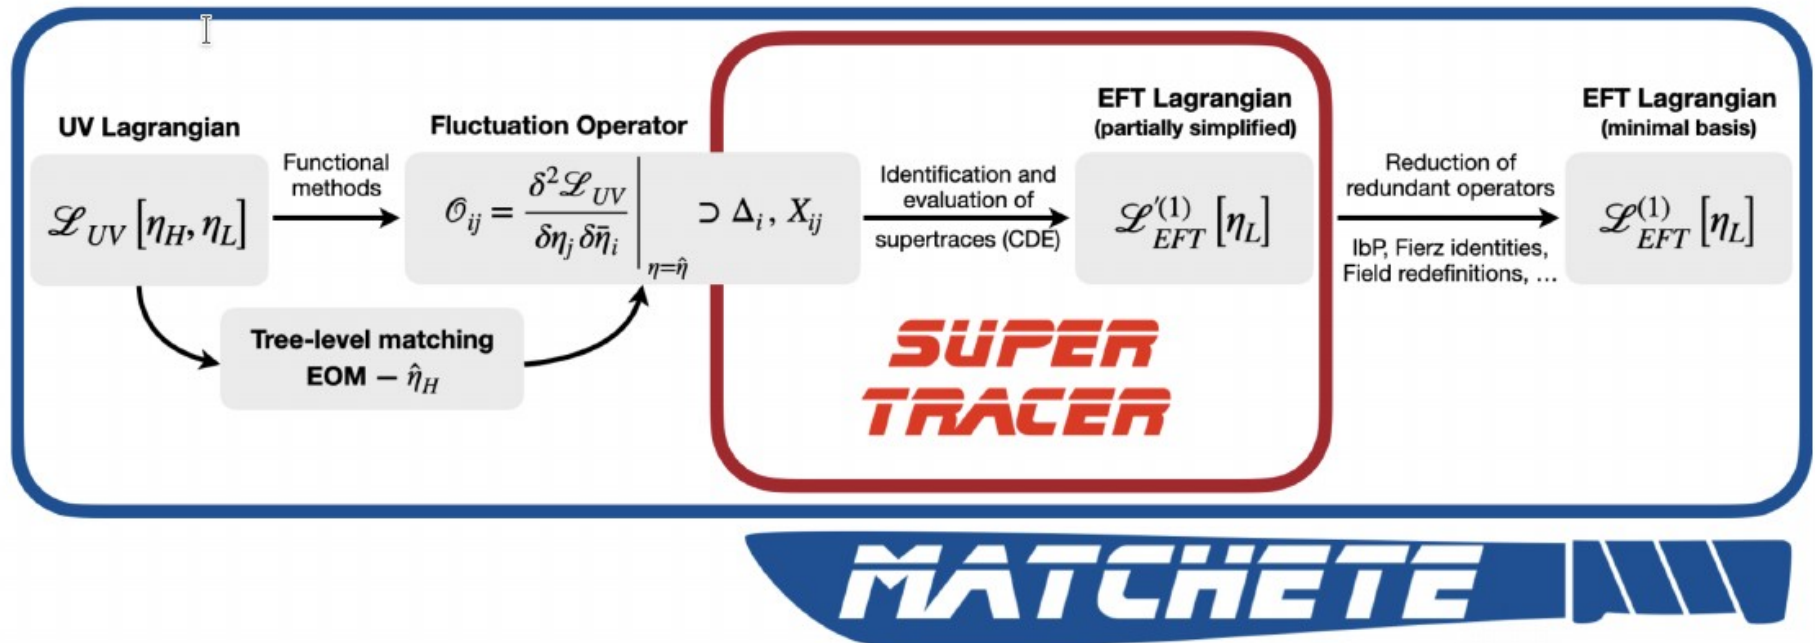 UV Lagrangian
ℒ_UV [η_H, η_L]
Functional
methods
Fluctuation Operator
𝒪_ij = δ²ℒ_UV / δη_j δη̄_i |_η=η̂ ⊃ Δ_i, X_ij
Tree-level matching
EOM – η̂_H
Identification and
evaluation of
supertraces (CDE)
EFT Lagrangian
(partially simplified)
ℒ′^(1)_EFT [η_L]
SUPER
TRACER
Reduction of
redundant operators
IbP, Fierz identities,
Field redefinitions, ...
EFT Lagrangian
(minimal basis)
ℒ^(1)_EFT [η_L]
MATCHETE